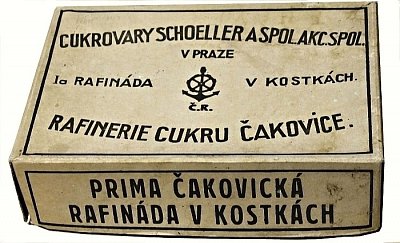 CUKROVARY SCHOELLER A SPOL. AKC. SPOL.
V PRAZE
Ia RAFINÁDA V KOSTKÁCH.
Č.R.
RAFINERIE CUKRU ČAKOVICE.
PRIMA ČAKOVICKÁ
RAFINÁDA V KOSTKÁCH